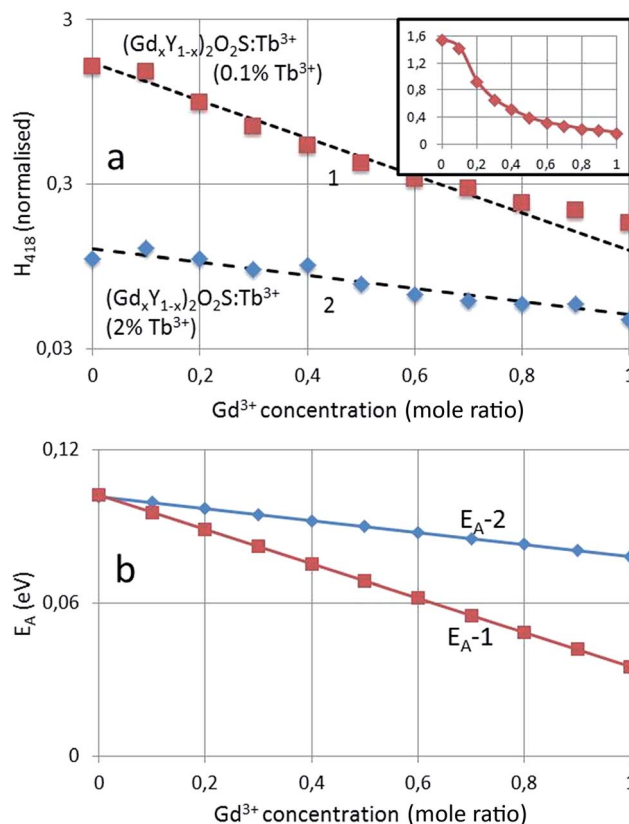 3
(GdₓY₁₋ₓ)₂O₂S:Tb³⁺
(0.1% Tb³⁺)
1,6
1,2
0,8
0,4
0
0 0,2 0,4 0,6 0,8 1
a
1
0.3
H₄₁₈ (normalised)
2
(GdₓY₁₋ₓ)₂O₂S:Tb³⁺
(2% Tb³⁺)
0,03
0 0,2 0,4 0,6 0,8 1
Gd³⁺ concentration (mole ratio)
0,12
b
Eₐ-2
Eₐ-1
0,06
Eₐ (eV)
0
0 0,2 0,4 0,6 0,8 1
Gd³⁺ concentration (mole ratio)